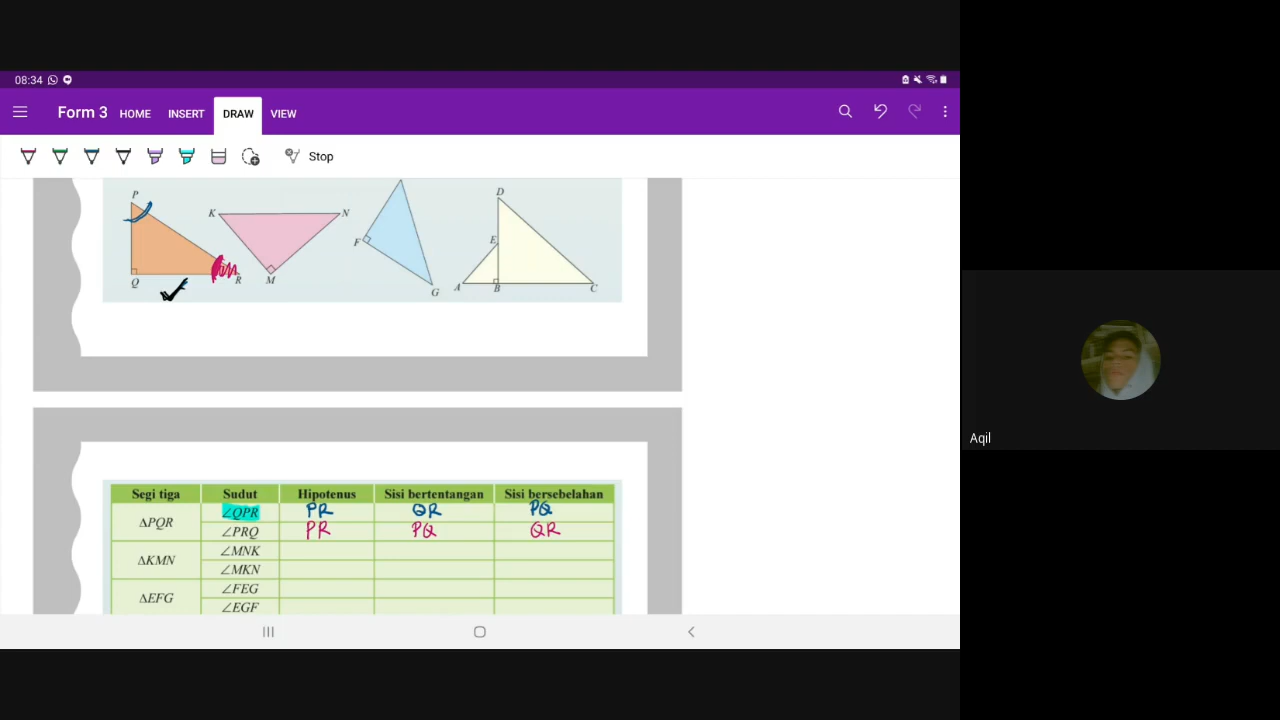 08:34
Form 3 HOME INSERT DRAW VIEW
Stop
P
K
N
F
G
Q
R
M
D
E
A
B
C
Segi tiga Sudut Hipotenus Sisi bertentangan Sisi bersebelahan
ΔPQR
∠QPR PR QR PQ
∠PRQ PR PQ QR
ΔKMN
∠MNK
∠MKN
ΔEFG
∠FEG
∠EGF
Aqil